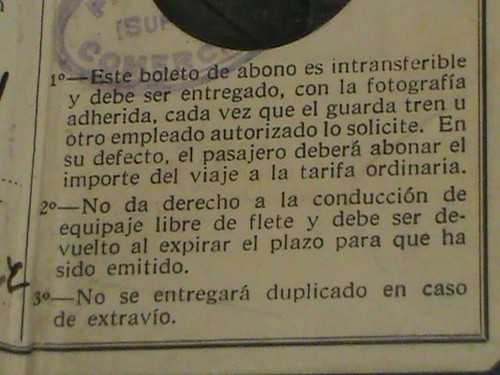 (SUP
COMERC
1º—Este boleto de abono es intransferible
y debe ser entregado, con la fotografía
adherida, cada vez que el guarda tren u
otro empleado autorizado lo solicite. En
su defecto, el pasajero deberá abonar el
importe del viaje a la tarifa ordinaria.
2º—No da derecho a la conducción de
equipaje libre de flete y debe ser de-
vuelto al expirar el plazo para que ha
sido emitido.
3º—No se entregará duplicado en caso
de extravío.